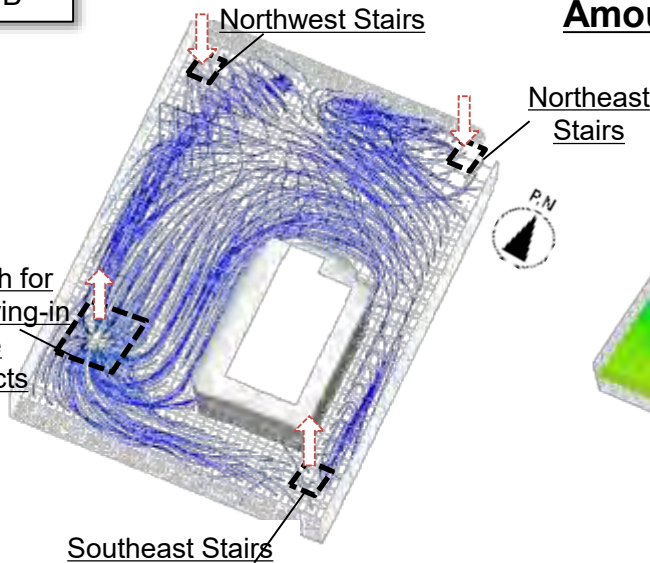 B
Northwest Stairs
Northeast
Stairs
P.N
h for
ring-in
cts
Southeast Stairs
Amou